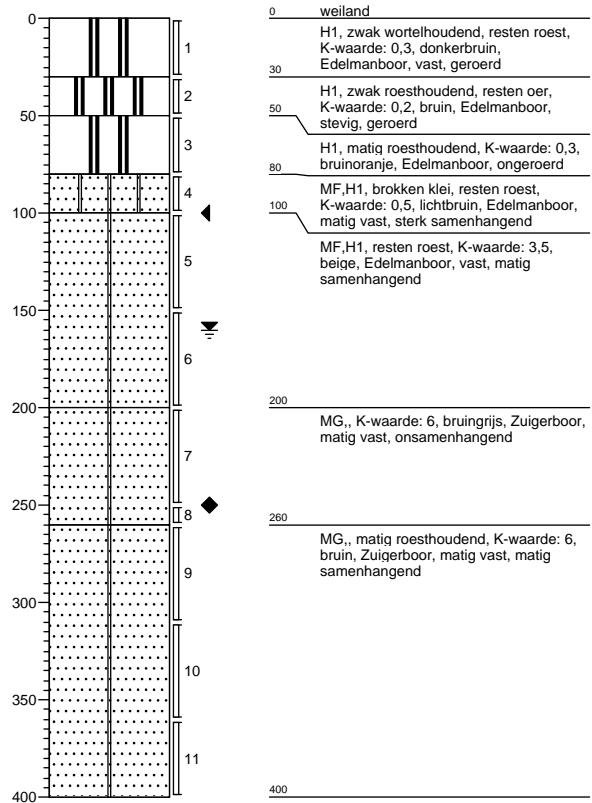 0
50
100
150
200
250
300
350
400
1
2
3
4
5
6
7
8
9
10
11
0
weiland
H1, zwak wortelhoudend, resten roest,
K-waarde: 0,3, donkerbruin,
Edelmanboor, vast, geroerd
30
H1, zwak roesthoudend, resten oer,
K-waarde: 0,2, bruin, Edelmanboor,
stevig, geroerd
50
H1, matig roesthoudend, K-waarde: 0,3,
bruinoranje, Edelmanboor, ongeroerd
80
MF,H1, brokken klei, resten roest,
K-waarde: 0,5, lichtbruin, Edelmanboor,
matig vast, sterk samenhangend
100
MF,H1, resten roest, K-waarde: 3,5,
beige, Edelmanboor, vast, matig
samenhangend
200
MG,, K-waarde: 6, bruingrijs, Zuigerboor,
matig vast, onsamenhangend
260
MG,, matig roesthoudend, K-waarde: 6,
bruin, Zuigerboor, matig vast, matig
samenhangend
400